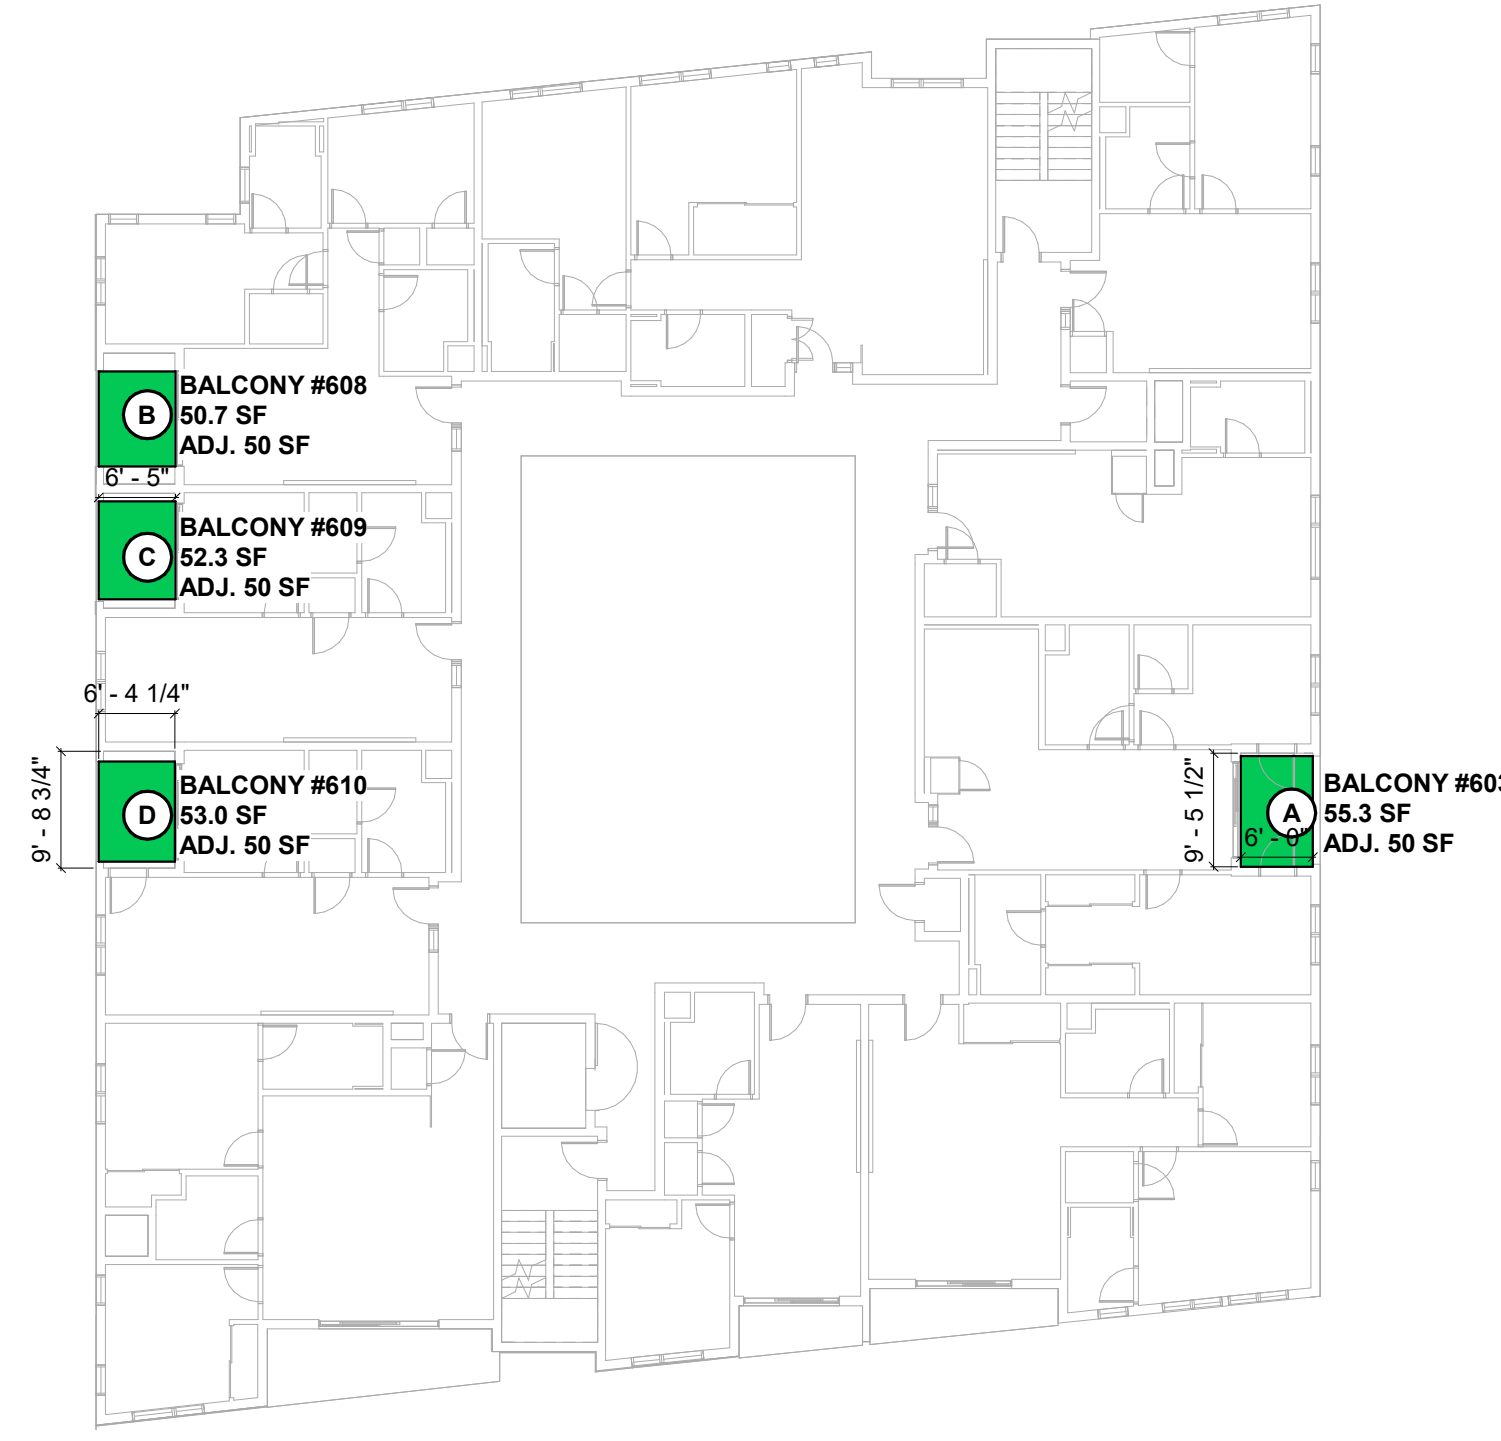 B
BALCONY #608
50.7 SF
ADJ. 50 SF
6' - 5"
C
BALCONY #609
52.3 SF
ADJ. 50 SF
6' - 4 1/4"
9' - 8 3/4"
D
BALCONY #610
53.0 SF
ADJ. 50 SF
9' - 5 1/2"
A
6' - 0"
BALCONY #603
55.3 SF
ADJ. 50 SF